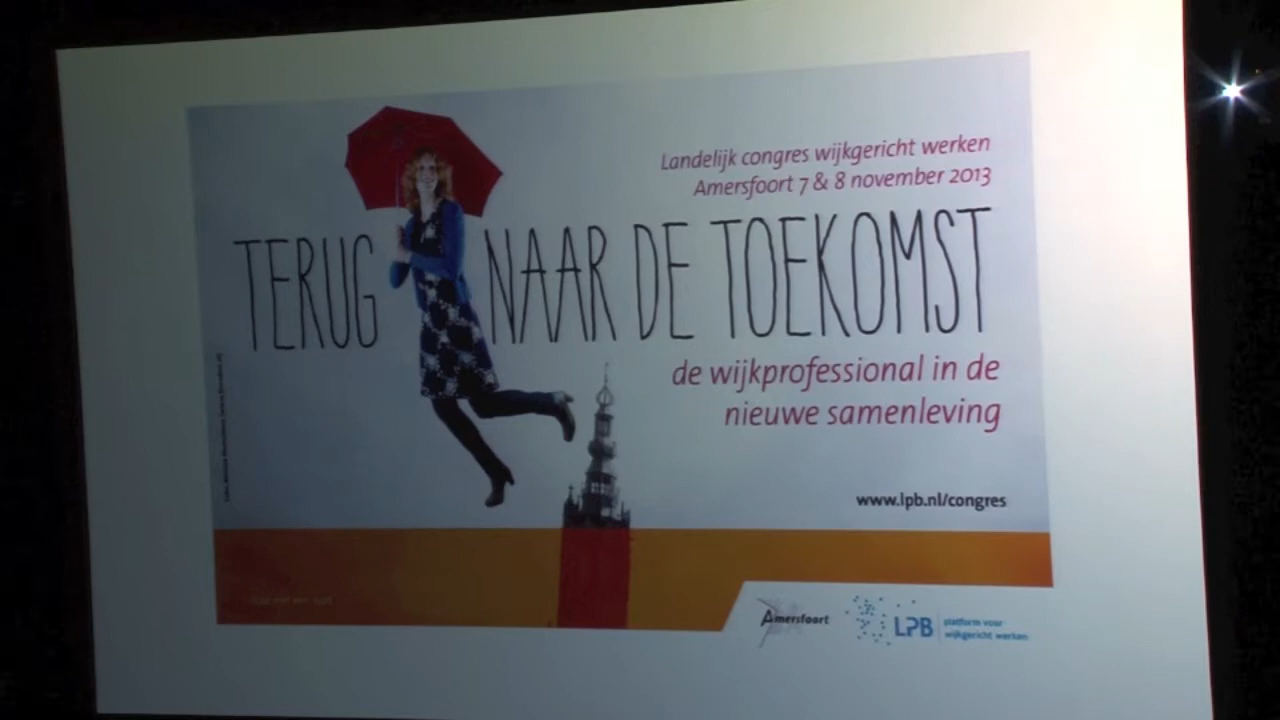 Landelijk congres wijkgericht werken
Amersfoort 7 & 8 november 2013
TERUG NAAR DE TOEKOMST
de wijkprofessional in de
nieuwe samenleving
www.lpb.nl/congres
Amersfoort
LPB
platform voor
wijkgericht werken